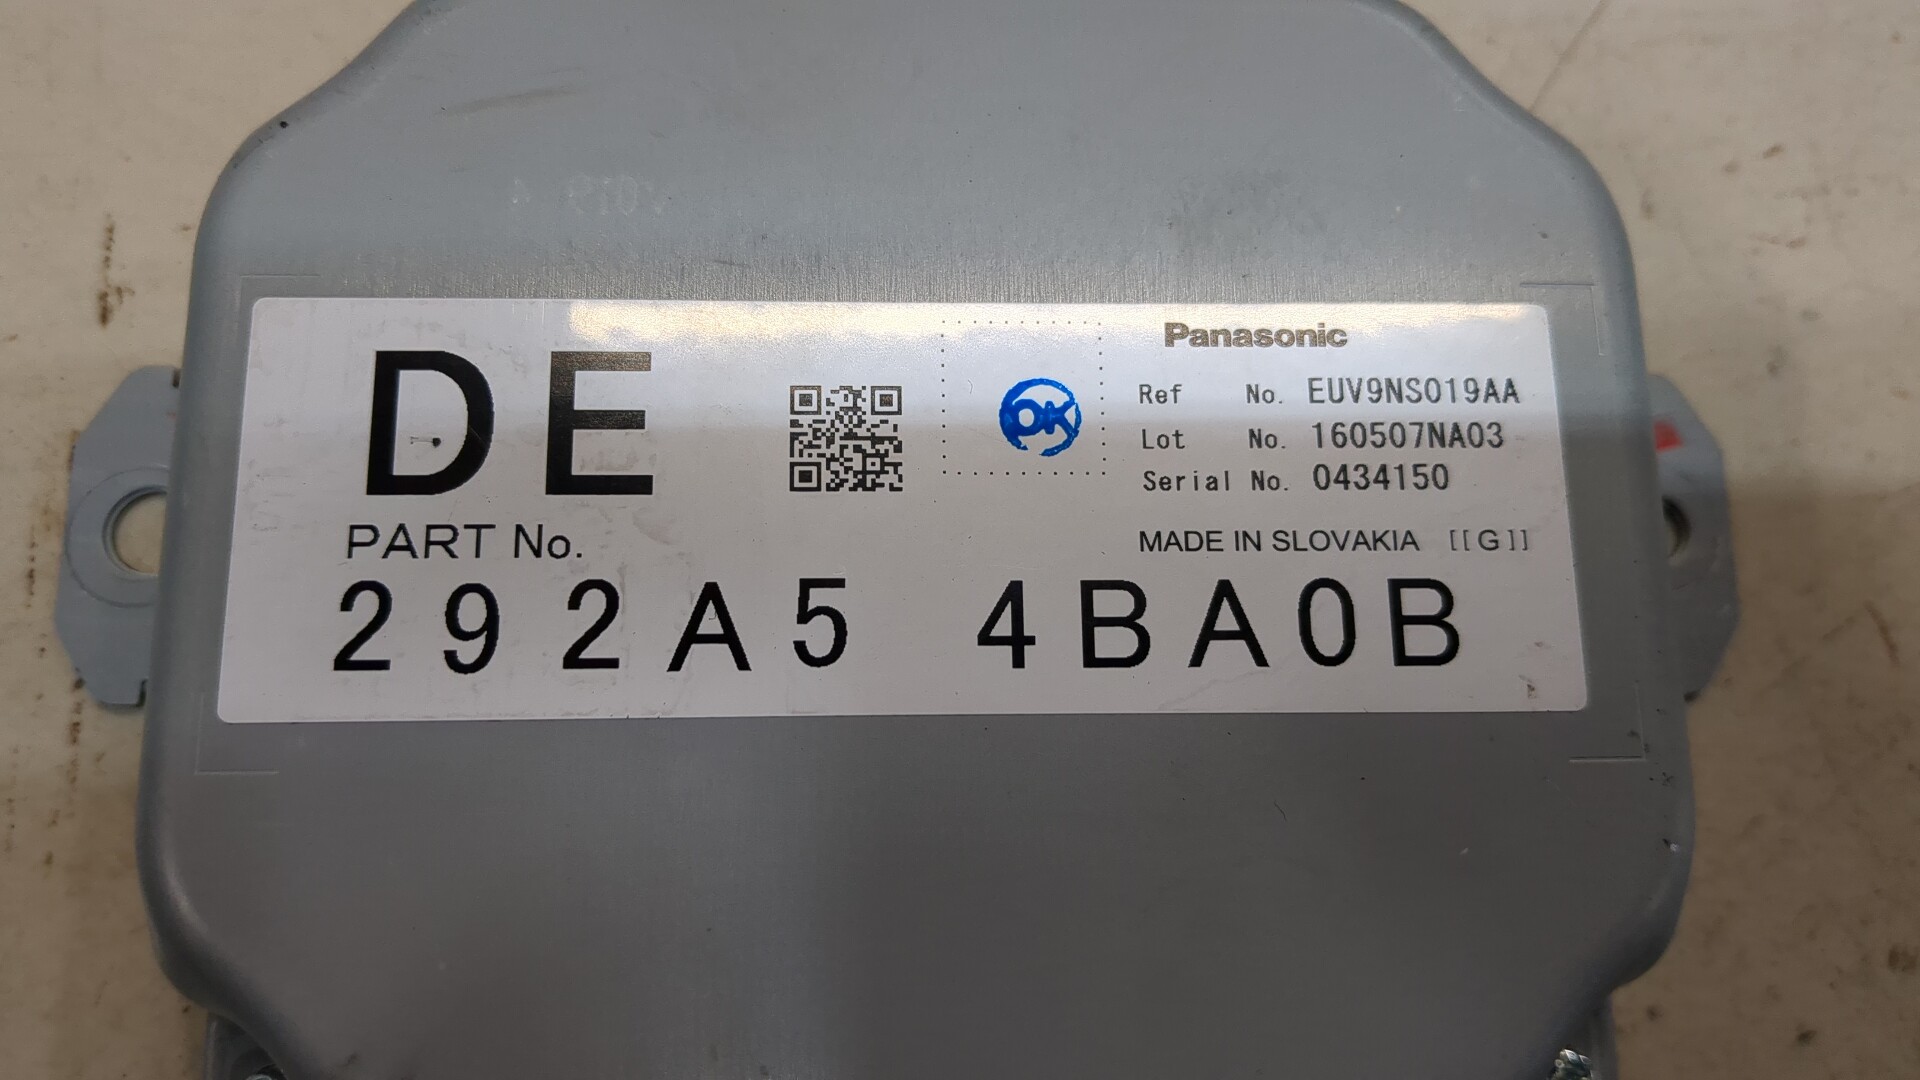 DE
OK
Panasonic
Ref No. EUV9NS019AA
Lot No. 160507NA03
Serial No. 0434150
PART No.
MADE IN SLOVAKIA [[G]]
292A5 4BA0B